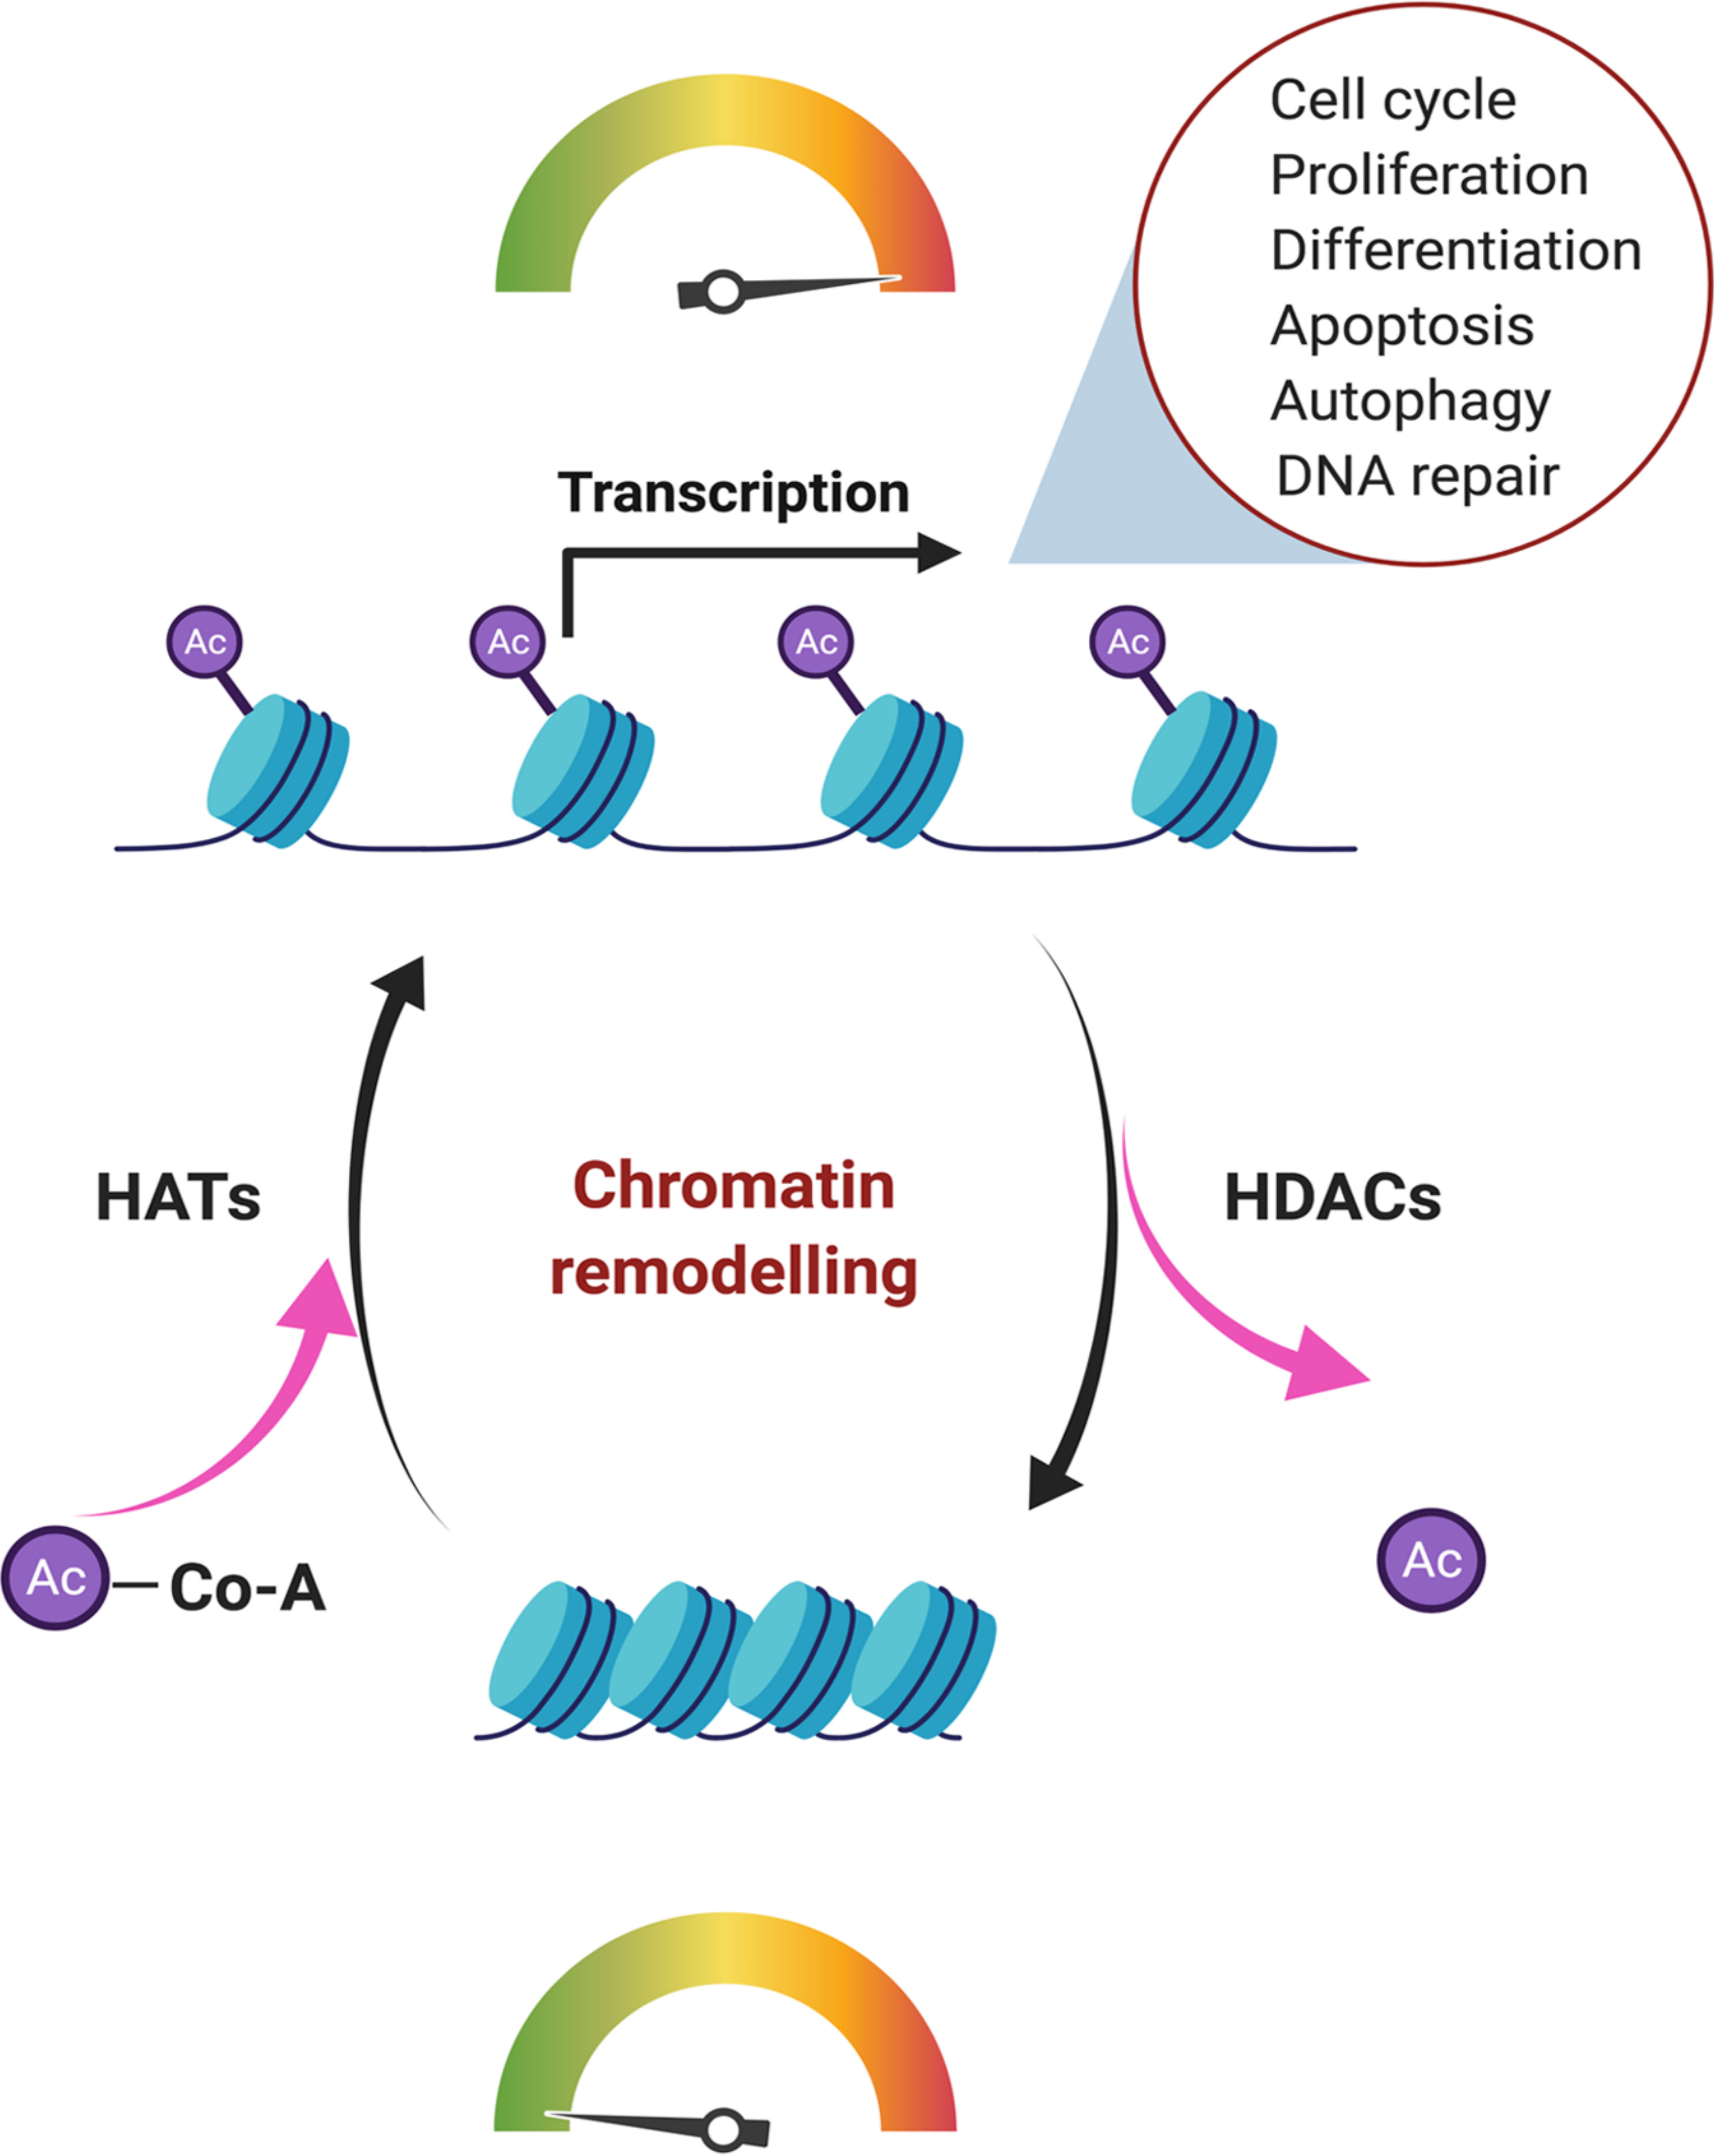 Cell cycle
Proliferation
Differentiation
Apoptosis
Autophagy
DNA repair
Transcription
Ac
Ac
Ac
Ac
HATs
Chromatin
remodelling
HDACs
Ac
Co-A
Ac